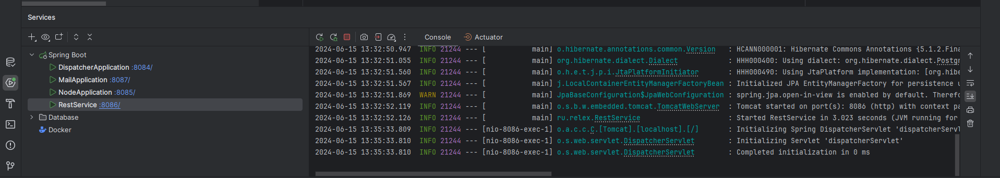 Services
Console
Actuator
Spring Boot
DispatcherApplication :8084/
MailApplication :8087/
NodeApplication :8085/
RestService :8086/
Database
Docker
2024-06-15 13:32:50.947  INFO 21244 --- [           main] o.hibernate.annotations.common.Version   : HCANN000001: Hibernate Commons Annotations {5.1.2.Fina
2024-06-15 13:32:51.055  INFO 21244 --- [           main] org.hibernate.dialect.Dialect            : HHH000400: Using dialect: org.hibernate.dialect.Postg
2024-06-15 13:32:51.560  INFO 21244 --- [           main] o.h.e.t.j.p.i.JtaPlatformInitiator       : HHH000490: Using JtaPlatform implementation: [org.hibe
2024-06-15 13:32:51.567  INFO 21244 --- [           main] j.LocalContainerEntityManagerFactoryBean : Initialized JPA EntityManagerFactory for persistence u
2024-06-15 13:32:51.869  WARN 21244 --- [           main] JpaBaseConfiguration$JpaWebConfiguration : spring.jpa.open-in-view is enabled by default. Therefo
2024-06-15 13:32:52.119  INFO 21244 --- [           main] o.s.b.w.embedded.tomcat.TomcatWebServer  : Tomcat started on port(s): 8086 (http) with context pa
2024-06-15 13:32:52.126  INFO 21244 --- [           main] ru.relex.RestService                     : Started RestService in 3.023 seconds (JVM running for
2024-06-15 13:35:33.809  INFO 21244 --- [nio-8086-exec-1] o.a.c.c.C.[Tomcat].[localhost].[/]       : Initializing Spring DispatcherServlet 'dispatcherServl
2024-06-15 13:35:33.810  INFO 21244 --- [nio-8086-exec-1] o.s.web.servlet.DispatcherServlet        : Initializing Servlet 'dispatcherServlet'
2024-06-15 13:35:33.810  INFO 21244 --- [nio-8086-exec-1] o.s.web.servlet.DispatcherServlet        : Completed initialization in 0 ms